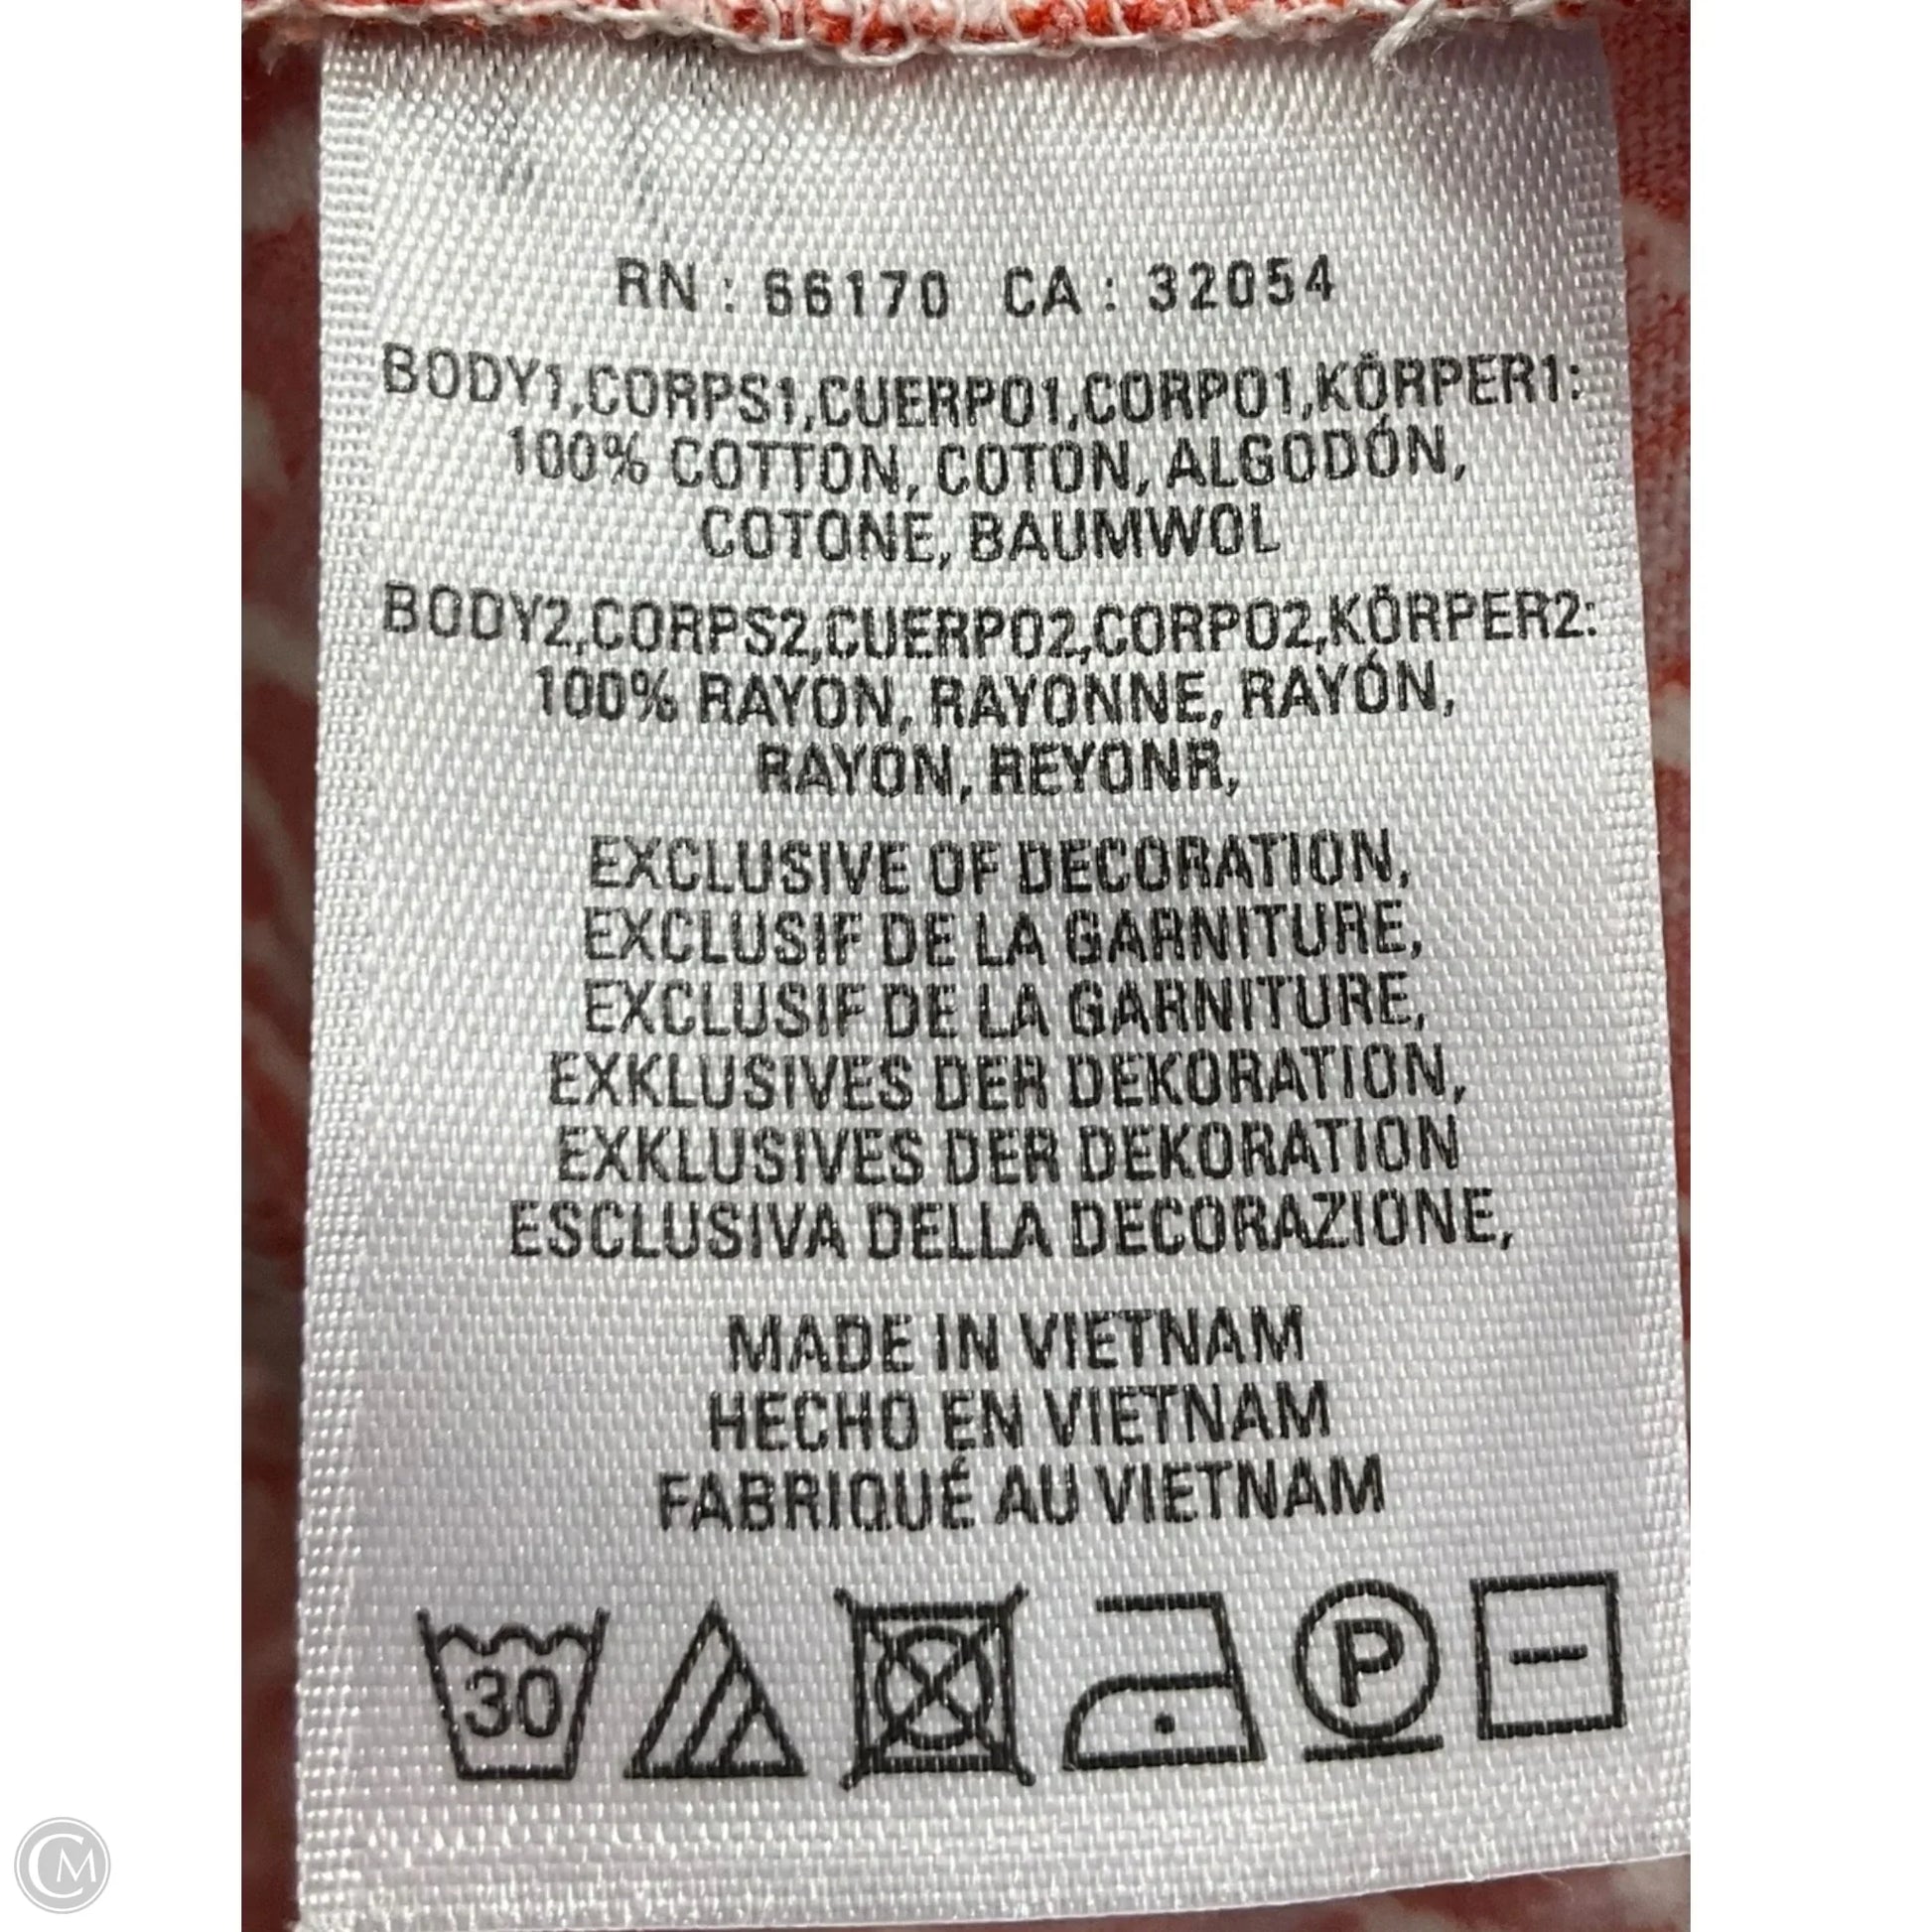 RN : 66170 CA : 32054
BODY1,CORPS1,CUERPO1,CORPO1,KÖRPER1:
100% COTTON, COTON, ALGODÓN,
COTONE, BAUMWOL
BODY2,CORPS2,CUERPO2,CORPO2,KÖRPER2:
100% RAYON, RAYONNE, RAYÓN,
RAYON, REYONR,
EXCLUSIVE OF DECORATION,
EXCLUSIF DE LA GARNITURE,
EXCLUSIF DE LA GARNITURE,
EXKLUSIVES DER DEKORATION,
EXKLUSIVES DER DEKORATION
ESCLUSIVA DELLA DECORAZIONE,
MADE IN VIETNAM
HECHO EN VIETNAM
FABRIQUÉ AU VIETNAM
30 P
CM